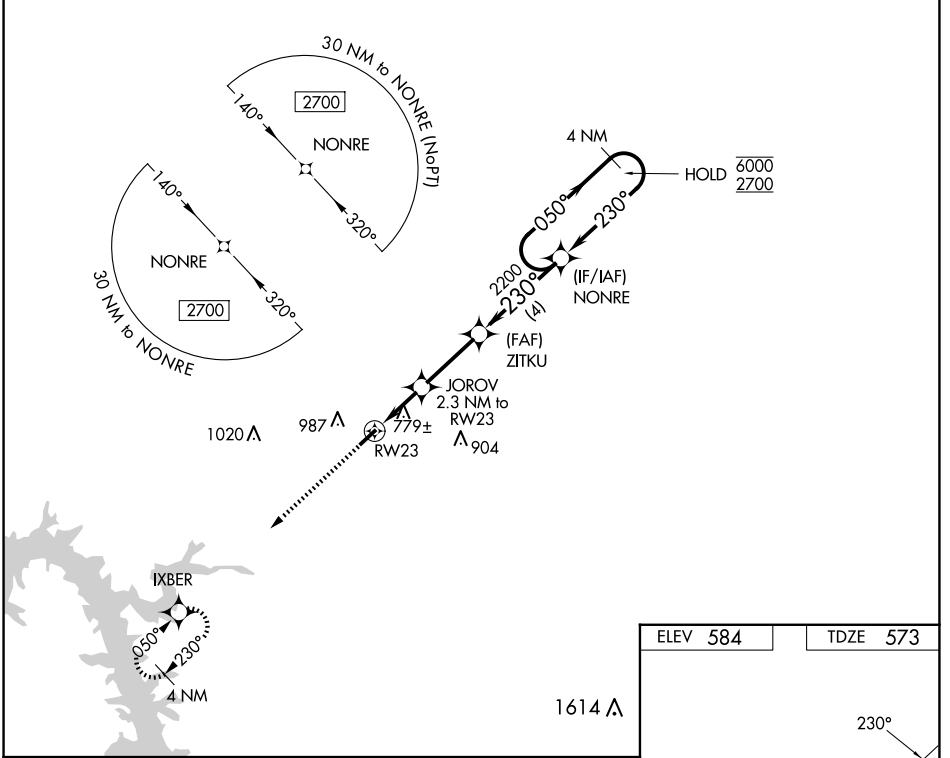 30 NM to NONRE (NoPT)
2700
140°
NONRE
320°
140°
NONRE
2700
320°
30 NM to NONRE
4 NM
HOLD 6000
2700
050°
230°
(IF/IAF)
NONRE
2200
230°
(4)
(FAF)
ZITKU
JOROV
2.3 NM to
RW23
1020
987
779±
904
RW23
IXBER
050°
230°
4 NM
1614
ELEV 584
TDZE 573
230°